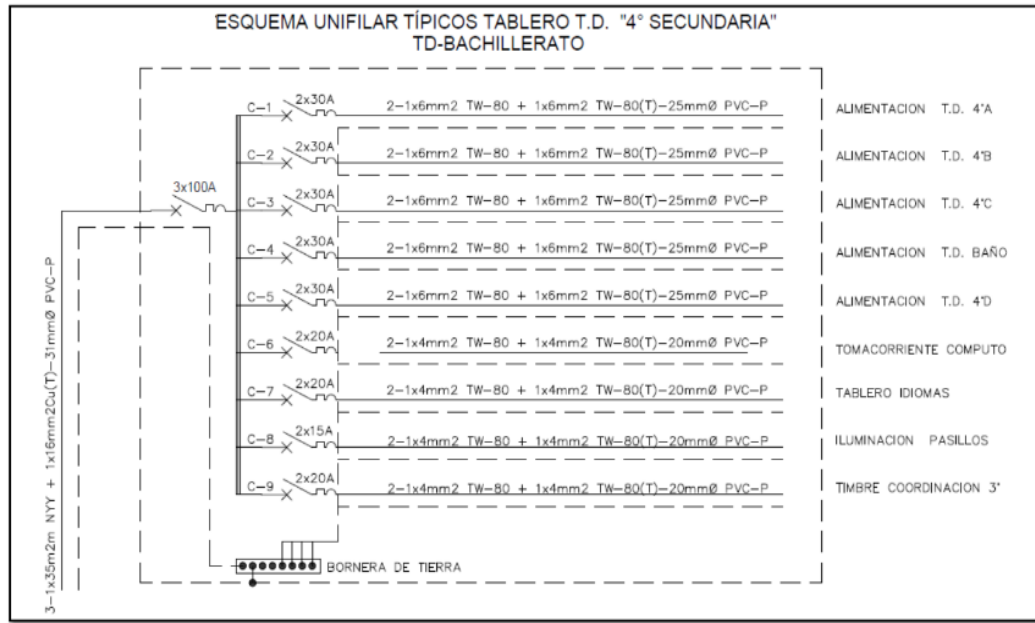 ESQUEMA UNIFILAR TÍPICOS TABLERO T.D. "4° SECUNDARIA"
TD-BACHILLERATO
C-1 2x30A 2-1x6mm2 TW-80 + 1x6mm2 TW-80(T)-25mmØ PVC-P ALIMENTACION T.D. 4°A
C-2 2x30A 2-1x6mm2 TW-80 + 1x6mm2 TW-80(T)-25mmØ PVC-P ALIMENTACION T.D. 4°B
3x100A
C-3 2x30A 2-1x6mm2 TW-80 + 1x6mm2 TW-80(T)-25mmØ PVC-P ALIMENTACION T.D. 4°C
C-4 2x30A 2-1x6mm2 TW-80 + 1x6mm2 TW-80(T)-25mmØ PVC-P ALIMENTACION T.D. BAÑO
C-5 2x30A 2-1x6mm2 TW-80 + 1x6mm2 TW-80(T)-25mmØ PVC-P ALIMENTACION T.D. 4°D
C-6 2x20A 2-1x4mm2 TW-80 + 1x4mm2 TW-80(T)-20mmØ PVC-P TOMACORRIENTE COMPUTO
C-7 2x20A 2-1x4mm2 TW-80 + 1x4mm2 TW-80(T)-20mmØ PVC-P TABLERO IDIOMAS
C-8 2x15A 2-1x4mm2 TW-80 + 1x4mm2 TW-80(T)-20mmØ PVC-P ILUMINACION PASILLOS
C-9 2x20A 2-1x4mm2 TW-80 + 1x4mm2 TW-80(T)-20mmØ PVC-P TIMBRE COORDINACION 3°
BORNERA DE TIERRA
3-1x35m2m NYY + 1x16mm2Cu(T)-31mmØ PVC-P